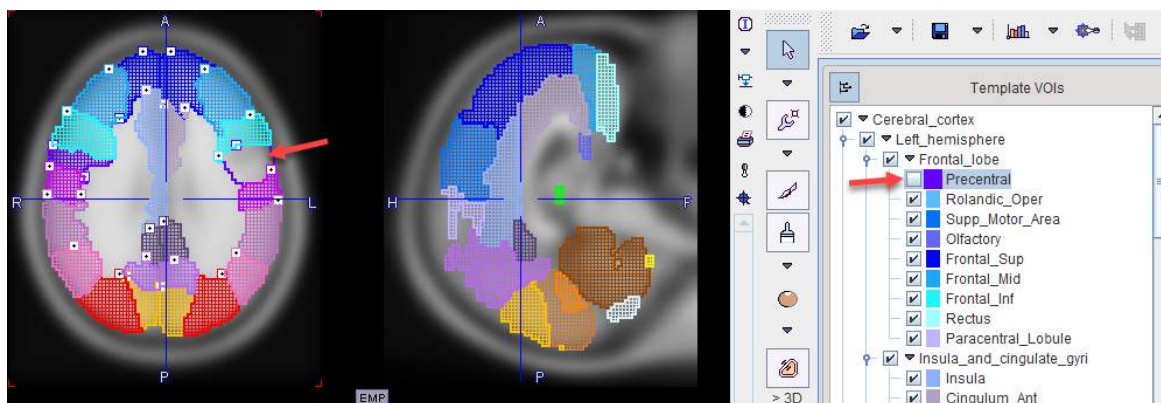 A
R
L
P
A
H
F
P
EMP
> 3D
Template VOIs
Cerebral_cortex
Left_hemisphere
Frontal_lobe
Precentral
Rolandic_Oper
Supp_Motor_Area
Olfactory
Frontal_Sup
Frontal_Mid
Frontal_Inf
Rectus
Paracentral_Lobule
Insula_and_cingulate_gyri
Insula
Cingulum_Ant